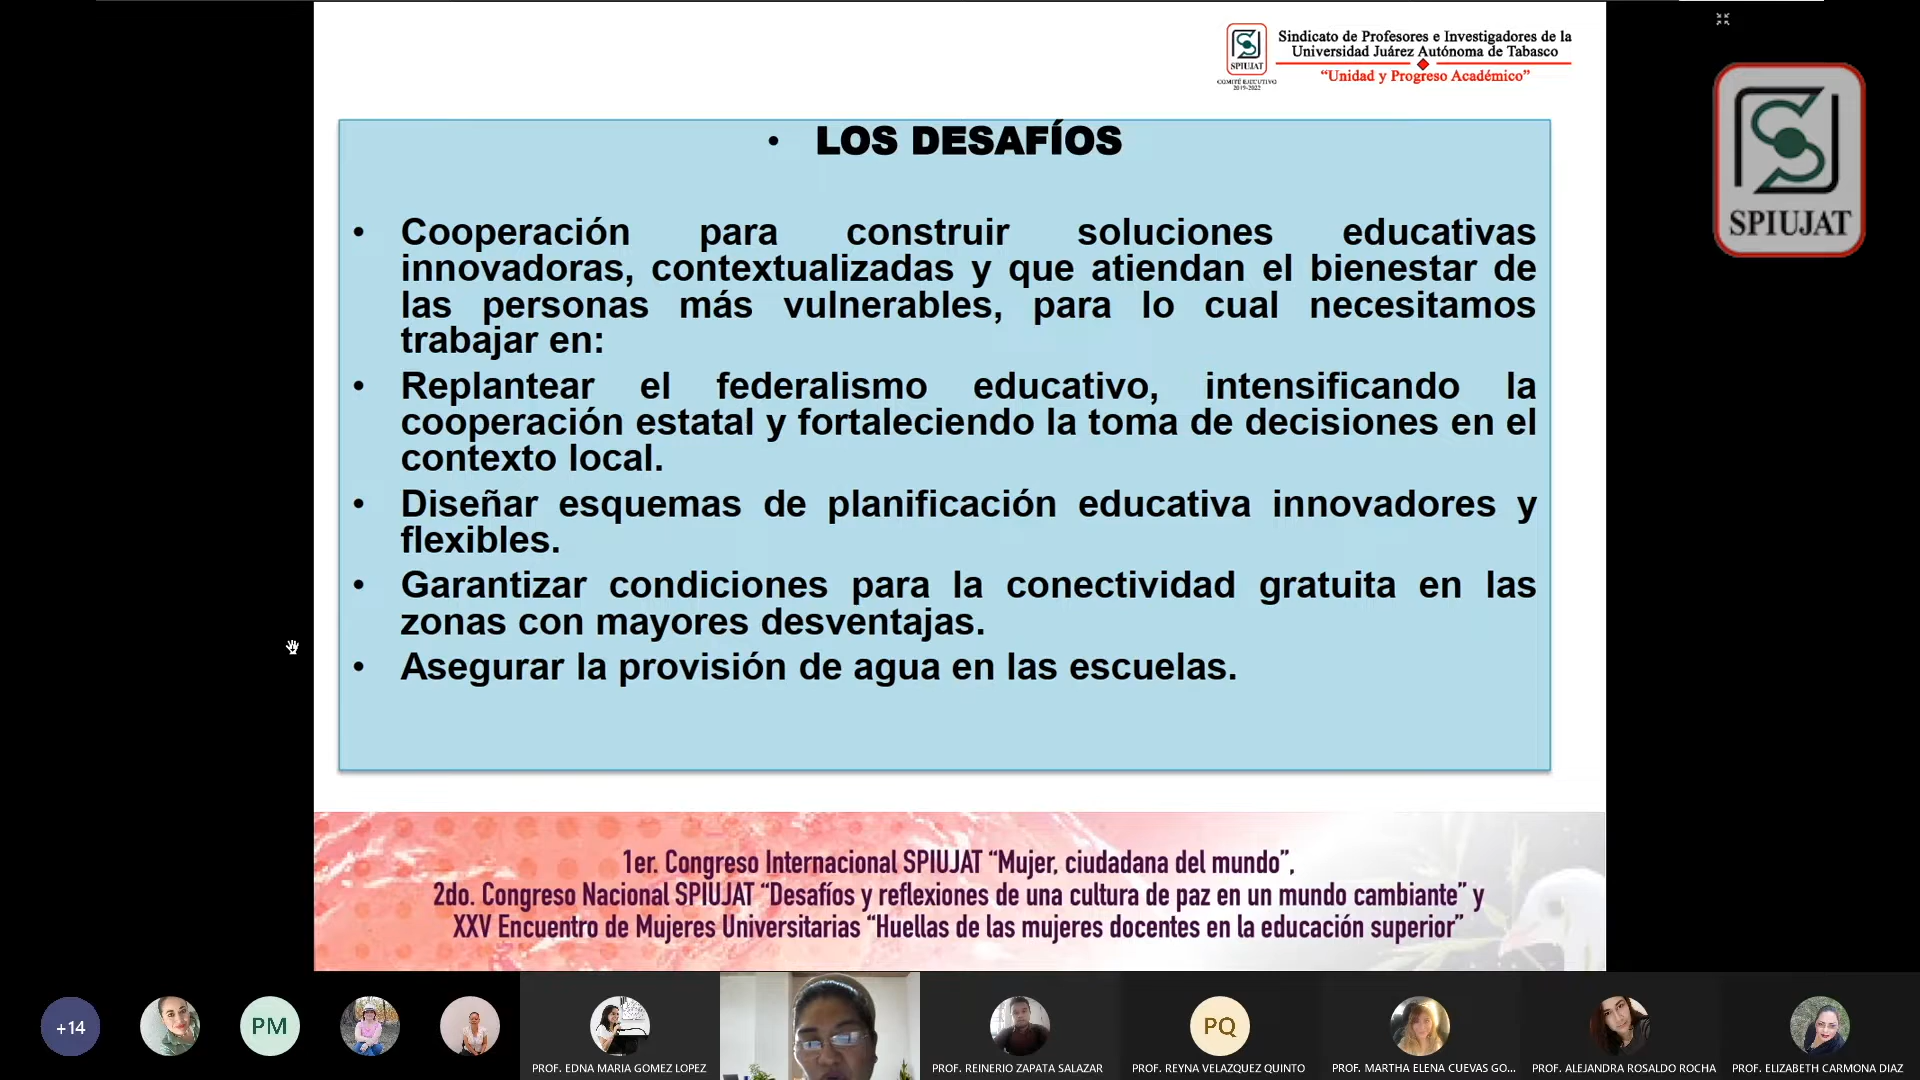 SPIUJAT
COMITÉ EJECUTIVO
2019-2022
Sindicato de Profesores e Investigadores de la
Universidad Juárez Autónoma de Tabasco
“Unidad y Progreso Académico”
SPIUJAT
• LOS DESAFÍOS
• Cooperación para construir soluciones educativas
innovadoras, contextualizadas y que atiendan el bienestar de
las personas más vulnerables, para lo cual necesitamos
trabajar en:
• Replantear el federalismo educativo, intensificando la
cooperación estatal y fortaleciendo la toma de decisiones en el
contexto local.
• Diseñar esquemas de planificación educativa innovadores y
flexibles.
• Garantizar condiciones para la conectividad gratuita en las
zonas con mayores desventajas.
• Asegurar la provisión de agua en las escuelas.
1er. Congreso Internacional SPIUJAT “Mujer, ciudadana del mundo”,
2do. Congreso Nacional SPIUJAT “Desafíos y reflexiones de una cultura de paz en un mundo cambiante” y
XXV Encuentro de Mujeres Universitarias “Huellas de las mujeres docentes en la educación superior”
+14
PM
PROF. EDNA MARIA GOMEZ LOPEZ
PROF. REINERIO ZAPATA SALAZAR
PQ
PROF. REYNA VELAZQUEZ QUINTO
PROF. MARTHA ELENA CUEVAS GO...
PROF. ALEJANDRA ROSALDO ROCHA
PROF. ELIZABETH CARMONA DIAZ